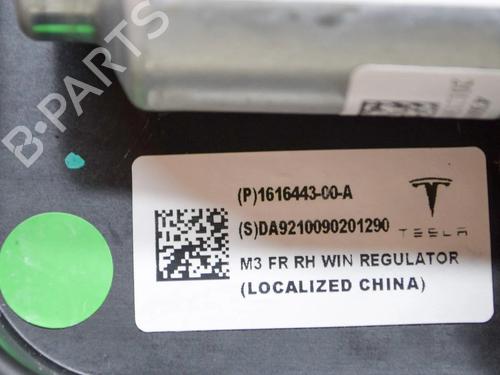 B-PARTS
(P)1616443-00-A
(S)DA9210090201290
TESLA
M3 FR RH WIN REGULATOR
(LOCALIZED CHINA)